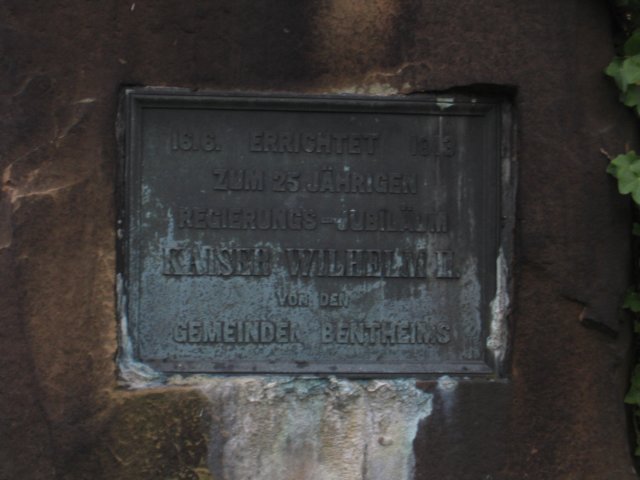 16.6. ERRICHTET 1913
ZUM 25 JÄHRIGEN
REGIERUNGS-JUBILÄUM
KAISER WILHELM II.
VON DEN
GEMEINDEN BENTHEIMS